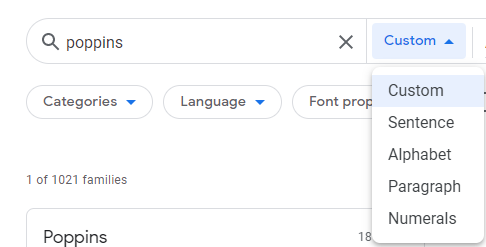 poppins
Custom
Custom
Sentence
Alphabet
Paragraph
Numerals
Categories
Language
Font prop
1 of 1021 families
Poppins
18